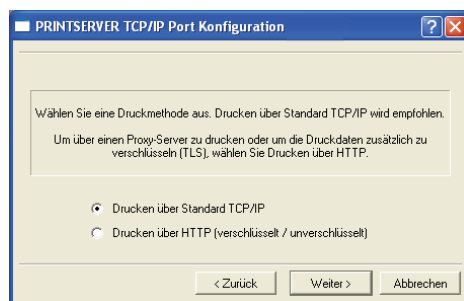 PRINTSERVER TCP/IP Port Konfiguration
Wählen Sie eine Druckmethode aus. Drucken über Standard TCP/IP wird empfohlen.
Um über einen Proxy-Server zu drucken oder um die Druckdaten zusätzlich zu
verschlüsseln (TLS), wählen Sie Drucken über HTTP.
Drucken über Standard TCP/IP
Drucken über HTTP (verschlüsselt / unverschlüsselt)
< Zurück
Weiter >
Abbrechen